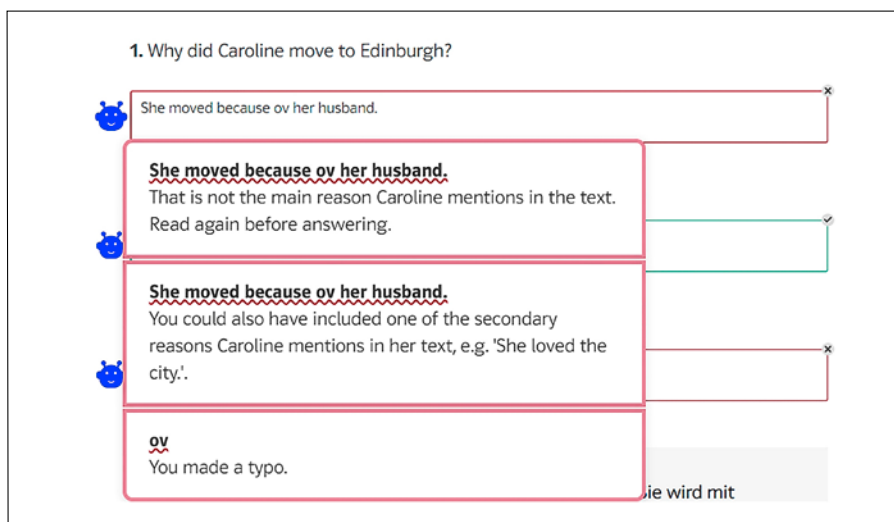 1. Why did Caroline move to Edinburgh?
She moved because ov her husband.
She moved because ov her husband.
That is not the main reason Caroline mentions in the text.
Read again before answering.
She moved because ov her husband.
You could also have included one of the secondary
reasons Caroline mentions in her text, e.g. 'She loved the
city.'.
ov
You made a typo.
Sie wird mit